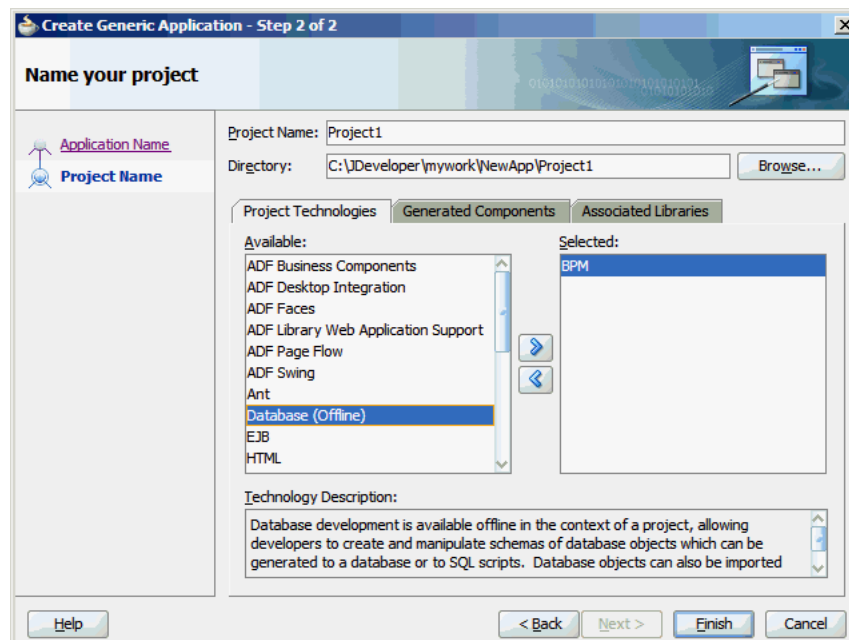 Create Generic Application - Step 2 of 2
Name your project
Application Name
Project Name
Project Name: Project1
Directory: C:\JDeveloper\mywork\NewApp\Project1 Browse...
Project Technologies Generated Components Associated Libraries
Available: Selected:
ADF Business Components BPM
ADF Desktop Integration
ADF Faces
ADF Library Web Application Support
ADF Page Flow
ADF Swing
Ant
Database (Offline)
EJB
HTML
Technology Description:
Database development is available offline in the context of a project, allowing
developers to create and manipulate schemas of database objects which can be
generated to a database or to SQL scripts.  Database objects can also be imported
Help < Back Next > Finish Cancel